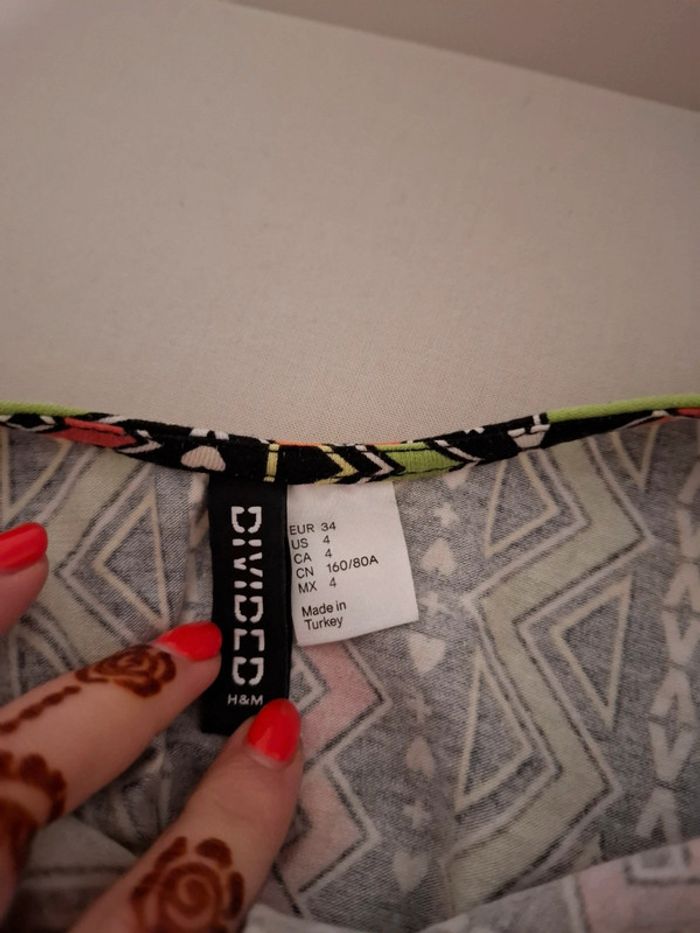 DIVIDED
H&M
EUR 34
US 4
CA 4
CN 160/80A
MX 4
Made in
Turkey